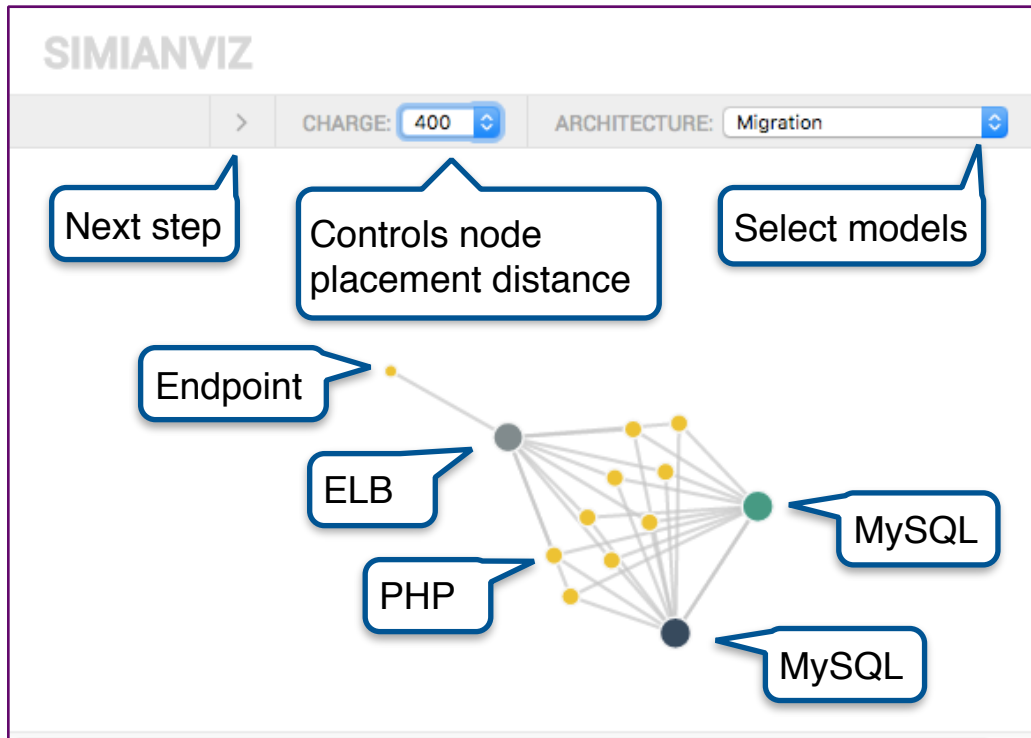 SIMIANVIZ
> CHARGE: 400 ARCHITECTURE: Migration
Next step
Controls node
placement distance
Select models
Endpoint
ELB
MySQL
PHP
MySQL